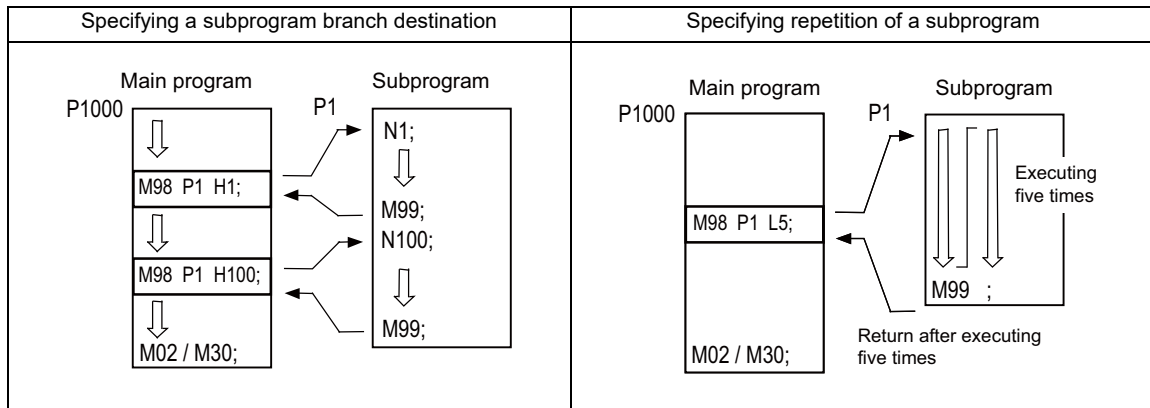 Specifying a subprogram branch destination
Specifying repetition of a subprogram
Main program
Subprogram
P1000
P1
N1;
M98 P1 H1;
M99;
N100;
M98 P1 H100;
M99;
M02 / M30;
Main program
Subprogram
P1000
P1
Executing
five times
M98 P1 L5;
M99 ;
Return after executing
five times
M02 / M30;